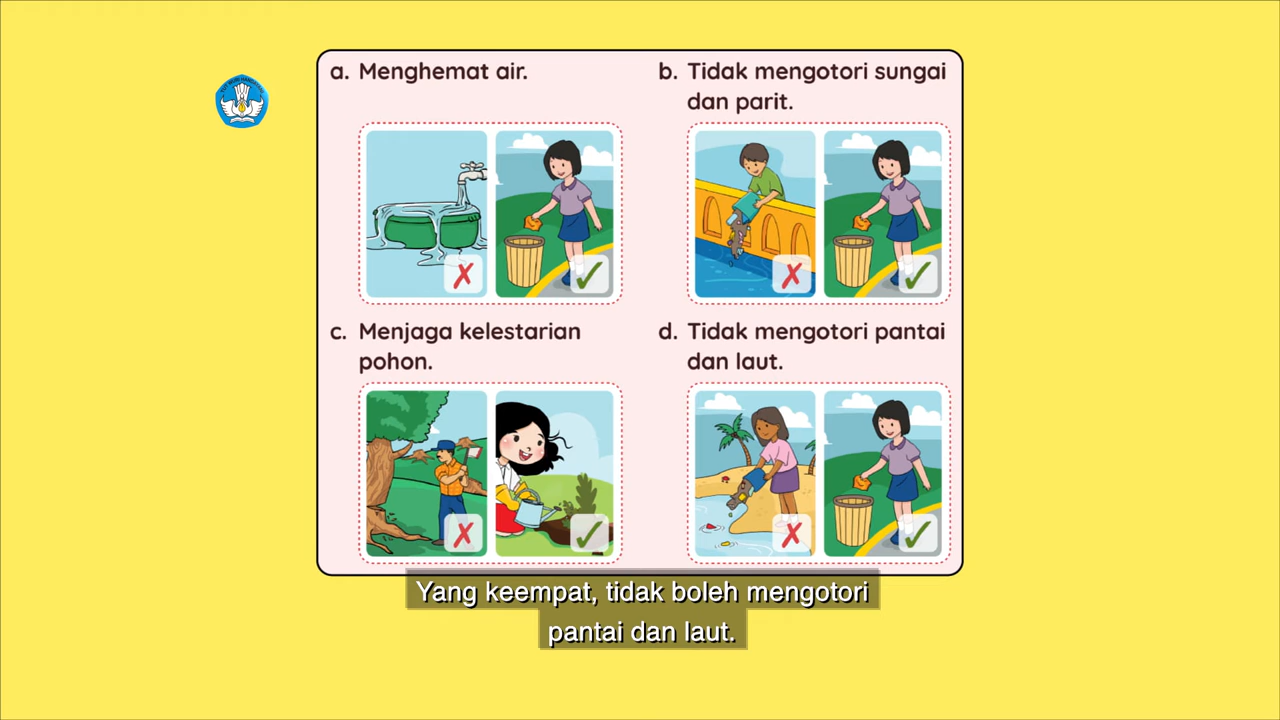 a. Menghemat air.
b. Tidak mengotori sungai
dan parit.
c. Menjaga kelestarian
pohon.
d. Tidak mengotori pantai
dan laut.
Yang keempat, tidak boleh mengotori
pantai dan laut.